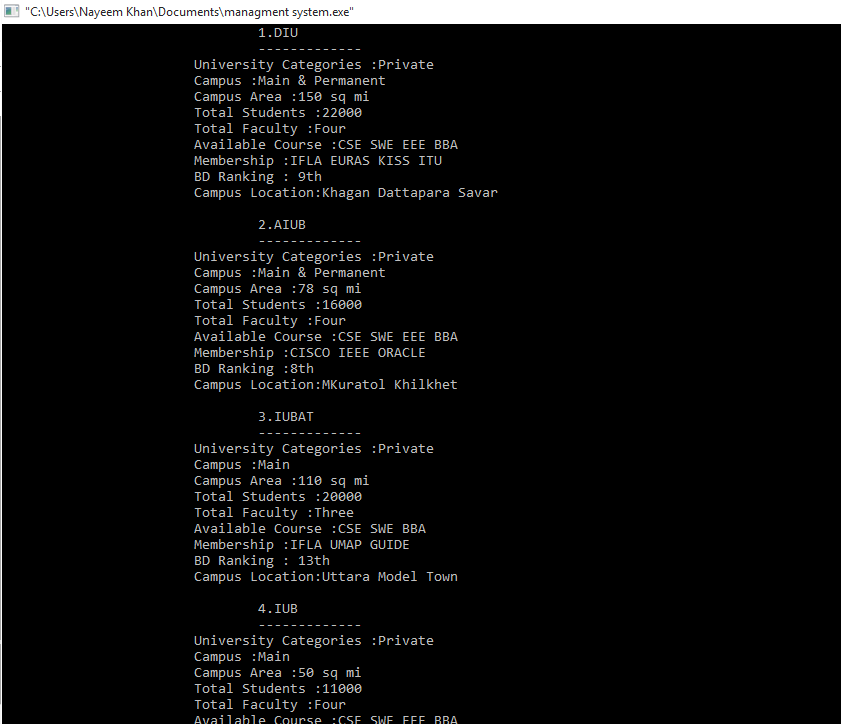 "C:\Users\Nayeem Khan\Documents\managment system.exe"
1.DIU
-------------
University Categories :Private
Campus :Main & Permanent
Campus Area :150 sq mi
Total Students :22000
Total Faculty :Four
Available Course :CSE SWE EEE BBA
Membership :IFLA EURAS KISS ITU
BD Ranking : 9th
Campus Location:Khagan Dattapara Savar
2.AIUB
-------------
University Categories :Private
Campus :Main & Permanent
Campus Area :78 sq mi
Total Students :16000
Total Faculty :Four
Available Course :CSE SWE EEE BBA
Membership :CISCO IEEE ORACLE
BD Ranking :8th
Campus Location:MKuratol Khilkhet
3.IUBAT
-------------
University Categories :Private
Campus :Main
Campus Area :110 sq mi
Total Students :20000
Total Faculty :Three
Available Course :CSE SWE BBA
Membership :IFLA UMAP GUIDE
BD Ranking : 13th
Campus Location:Uttara Model Town
4.IUB
-------------
University Categories :Private
Campus :Main
Campus Area :50 sq mi
Total Students :11000
Total Faculty :Four
Available Course :CSE SWE EEE BBA